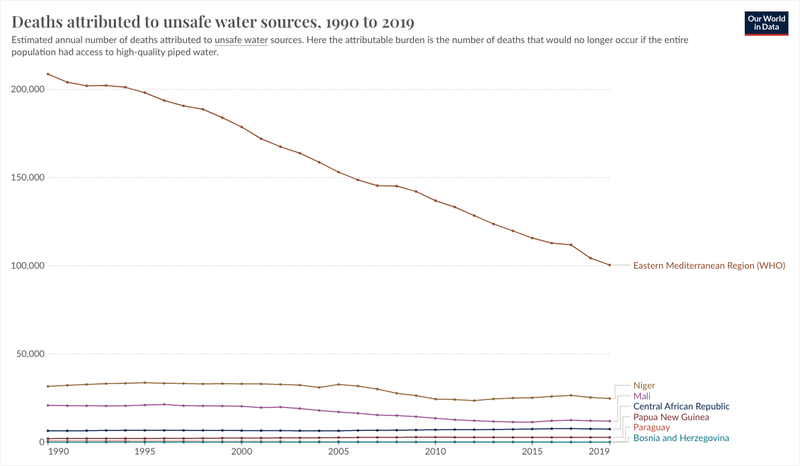 Deaths attributed to unsafe water sources, 1990 to 2019
Our World
in Data
Estimated annual number of deaths attributed to unsafe water sources. Here the attributable burden is the number of deaths that would no longer occur if the entire
population had access to high-quality piped water.
200,000
150,000
100,000
50,000
0
Eastern Mediterranean Region (WHO)
Niger
Mali
Central African Republic
Papua New Guinea
Paraguay
Bosnia and Herzegovina
1990
1995
2000
2005
2010
2015
2019